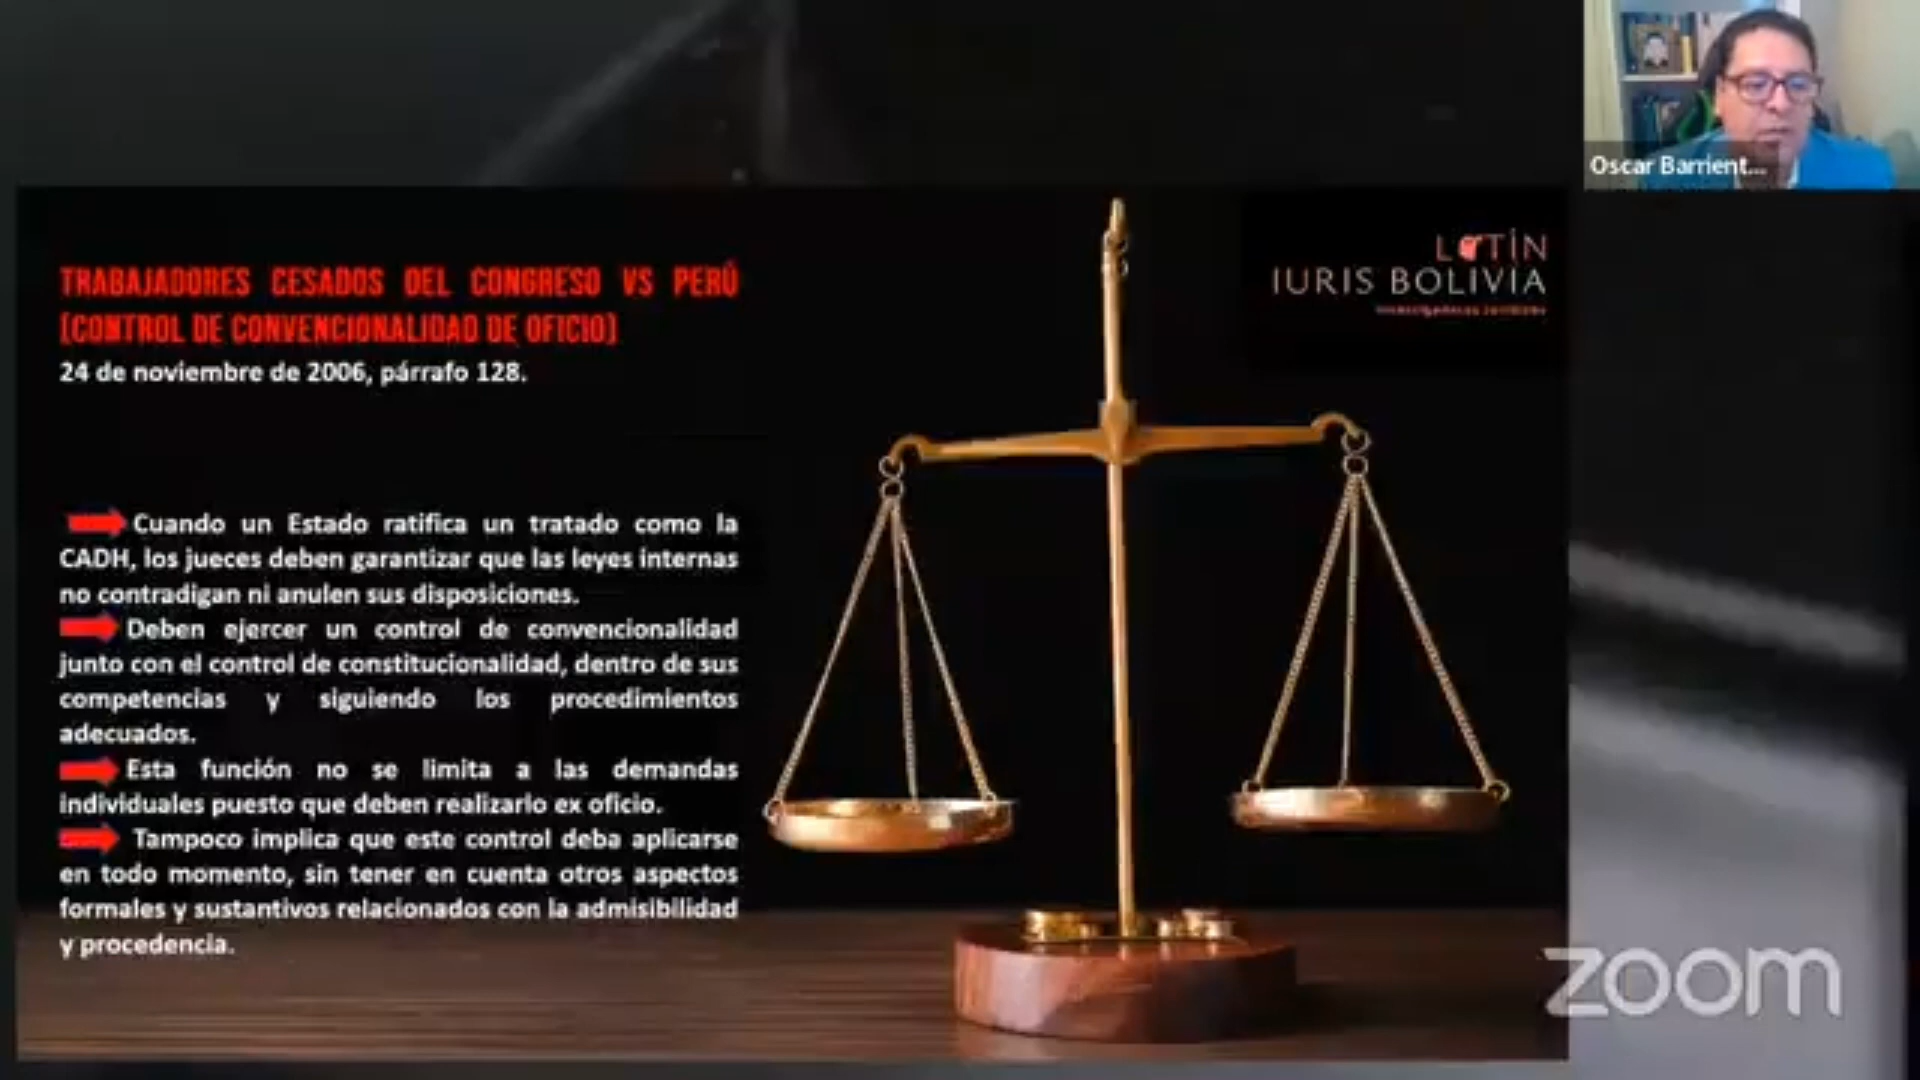 Oscar Barrient...
LATÍN
IURIS BOLIVIA
TRABAJADORES CESADOS DEL CONGRESO VS PERÚ
(CONTROL DE CONVENCIONALIDAD DE OFICIO)
24 de noviembre de 2006, párrafo 128.
Cuando un Estado ratifica un tratado como la
CADH, los jueces deben garantizar que las leyes internas
no contradigan ni anulen sus disposiciones.
Deben ejercer un control de convencionalidad
junto con el control de constitucionalidad, dentro de sus
competencias y siguiendo los procedimientos
adecuados.
Esta función no se limita a las demandas
individuales puesto que deben realizarlo ex oficio.
Tampoco implica que este control deba aplicarse
en todo momento, sin tener en cuenta otros aspectos
formales y sustantivos relacionados con la admisibilidad
y procedencia.
zoom